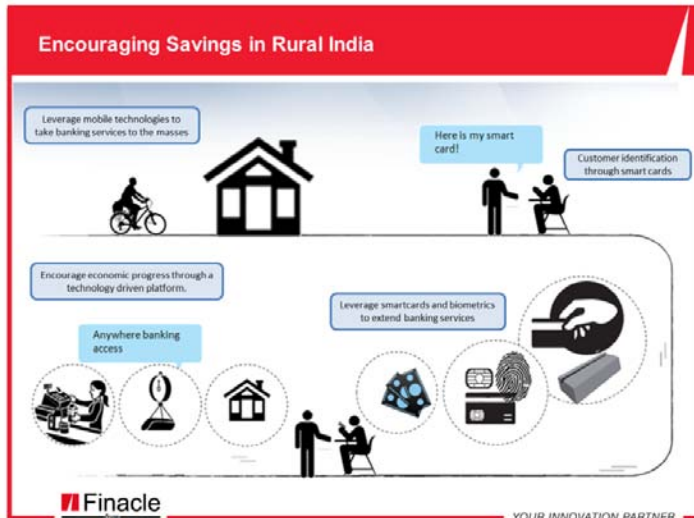 Encouraging Savings in Rural India
Leverage mobile technologies to
take banking services to the masses
Here is my smart
card!
Customer identification
through smart cards
Encourage economic progress through a
technology driven platform.
Leverage smartcards and biometrics
to extend banking services
Anywhere banking
access
Finacle
YOUR INNOVATION PARTNER